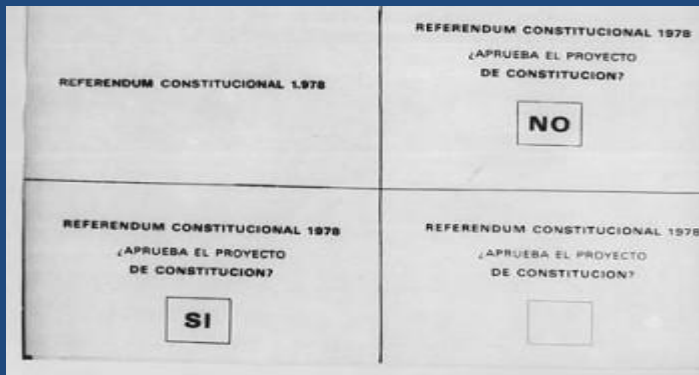 REFERENDUM CONSTITUCIONAL 1.978
REFERENDUM CONSTITUCIONAL 1978
¿APRUEBA EL PROYECTO
DE CONSTITUCION?
NO
REFERENDUM CONSTITUCIONAL 1978
¿APRUEBA EL PROYECTO
DE CONSTITUCION?
SI
REFERENDUM CONSTITUCIONAL 1978
¿APRUEBA EL PROYECTO
DE CONSTITUCION?